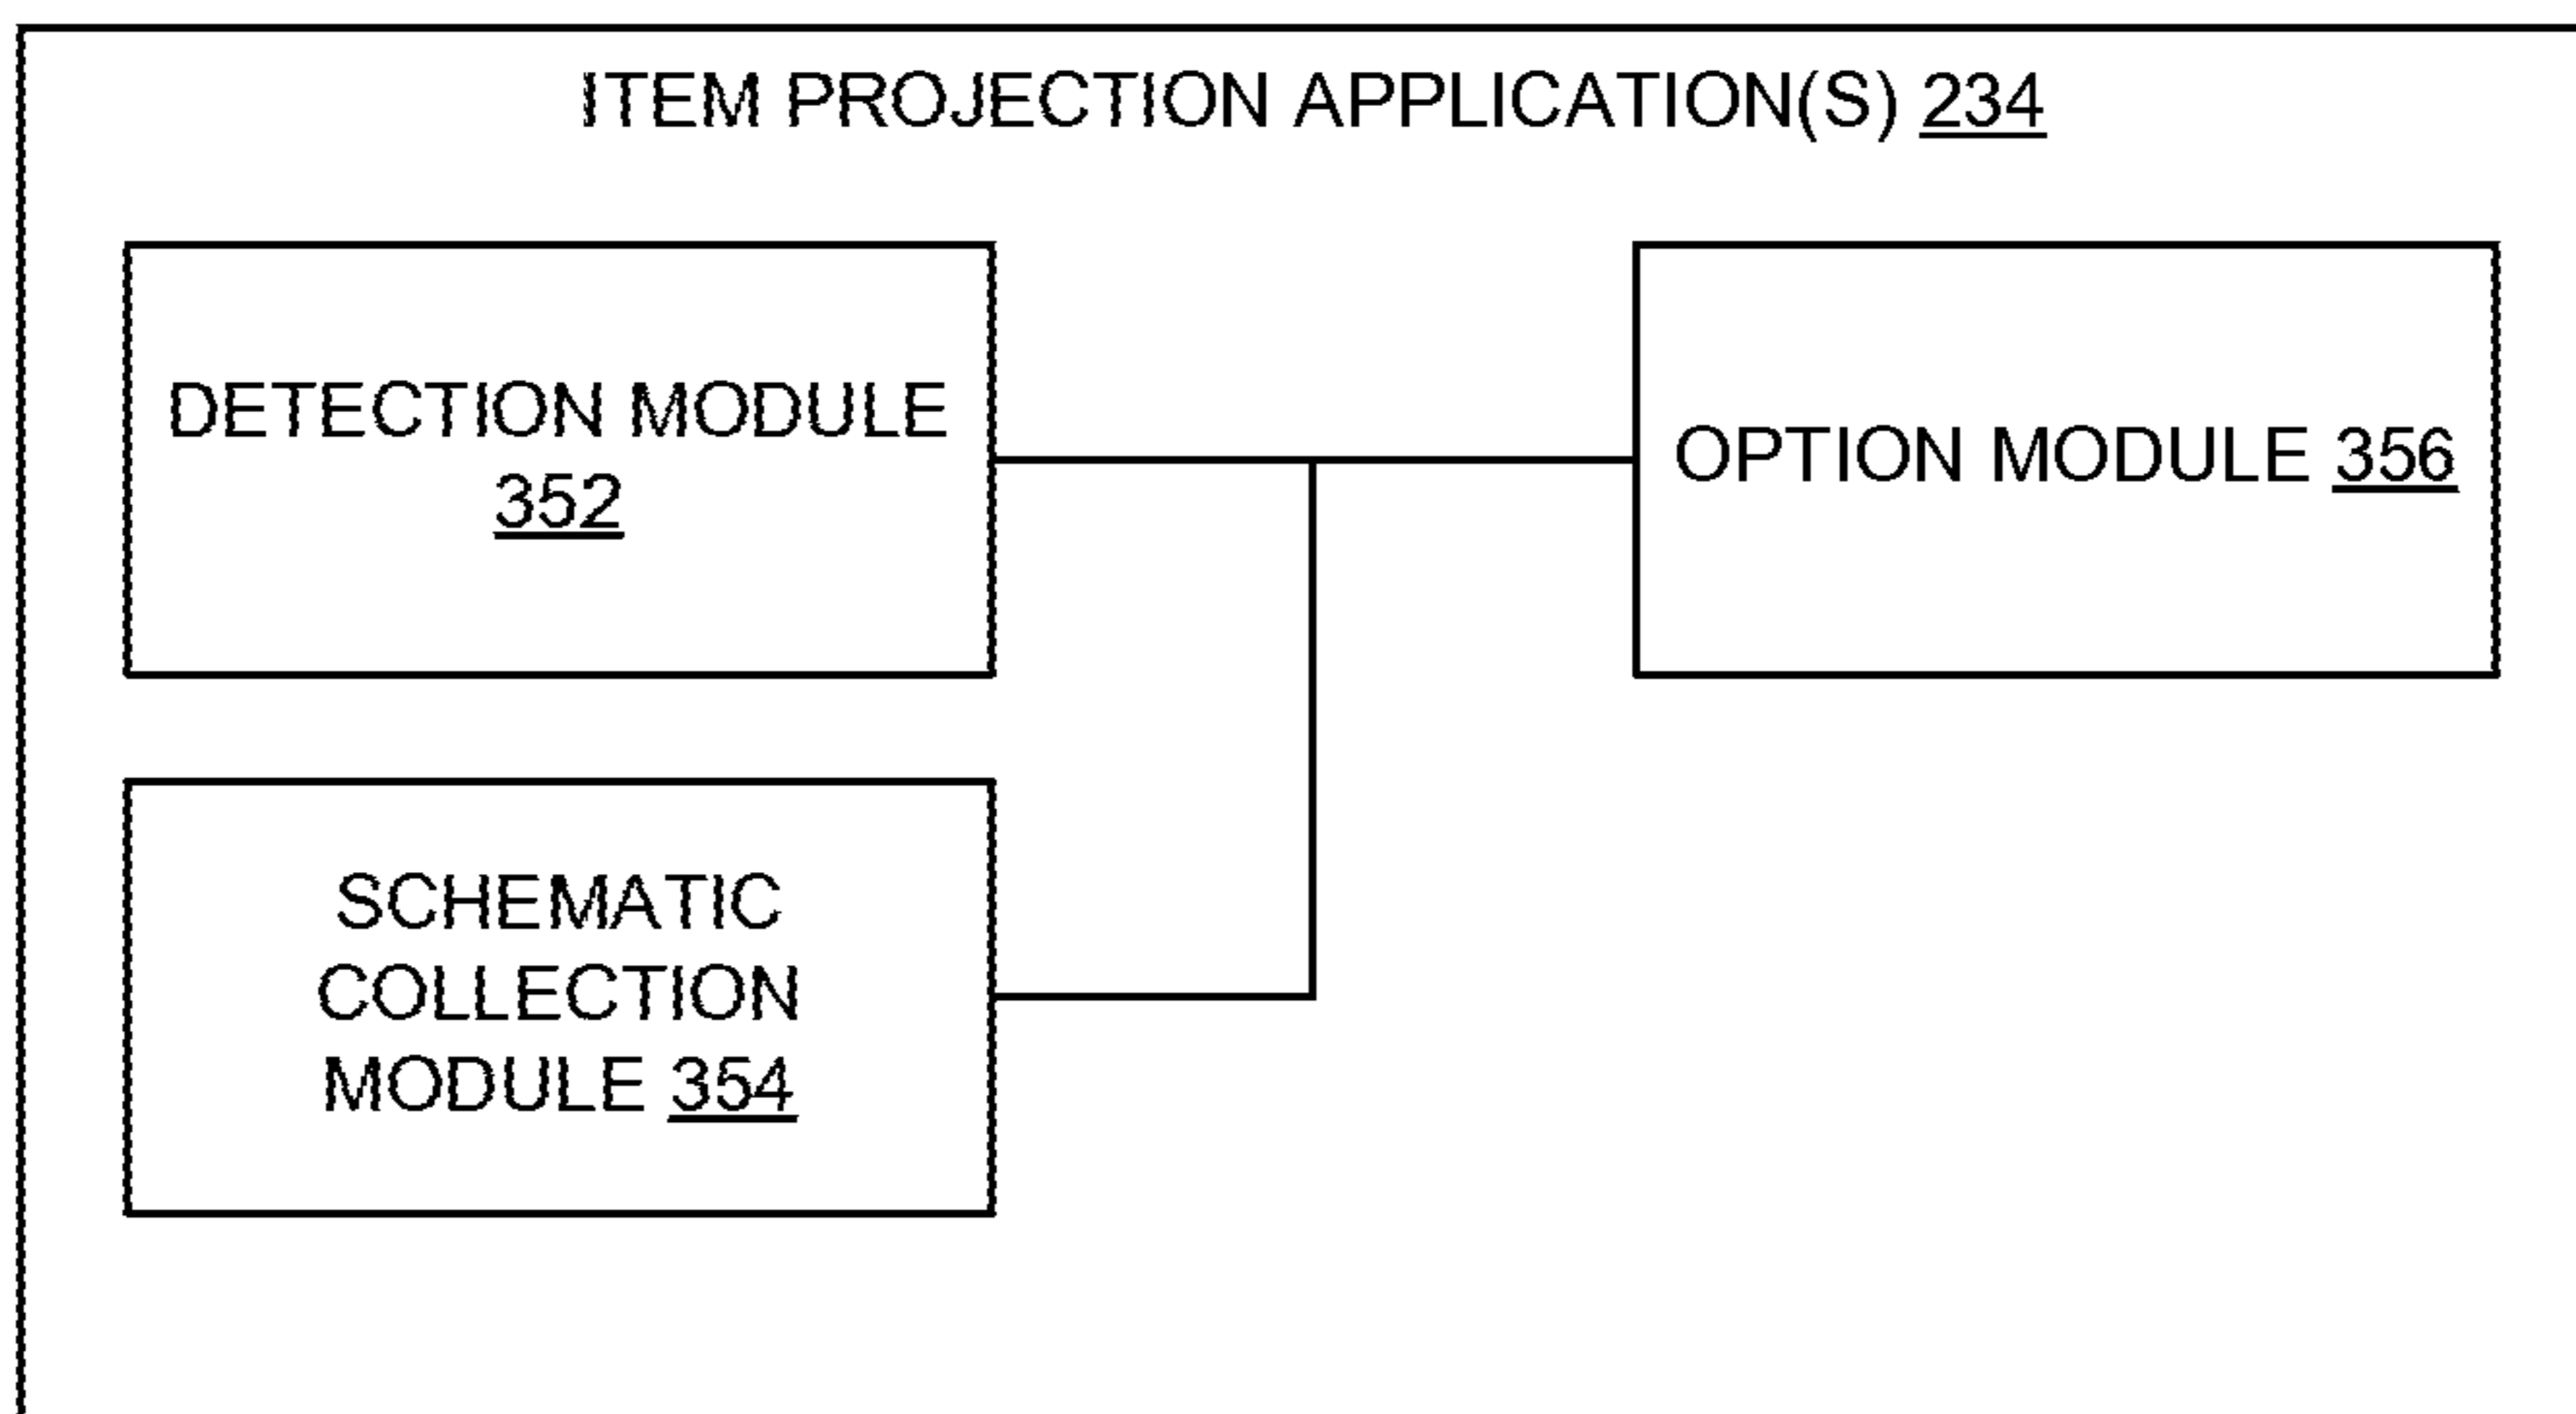 ITEM PROJECTION APPLICATION(S) 234
DETECTION MODULE
352
OPTION MODULE 356
SCHEMATIC
COLLECTION
MODULE 354